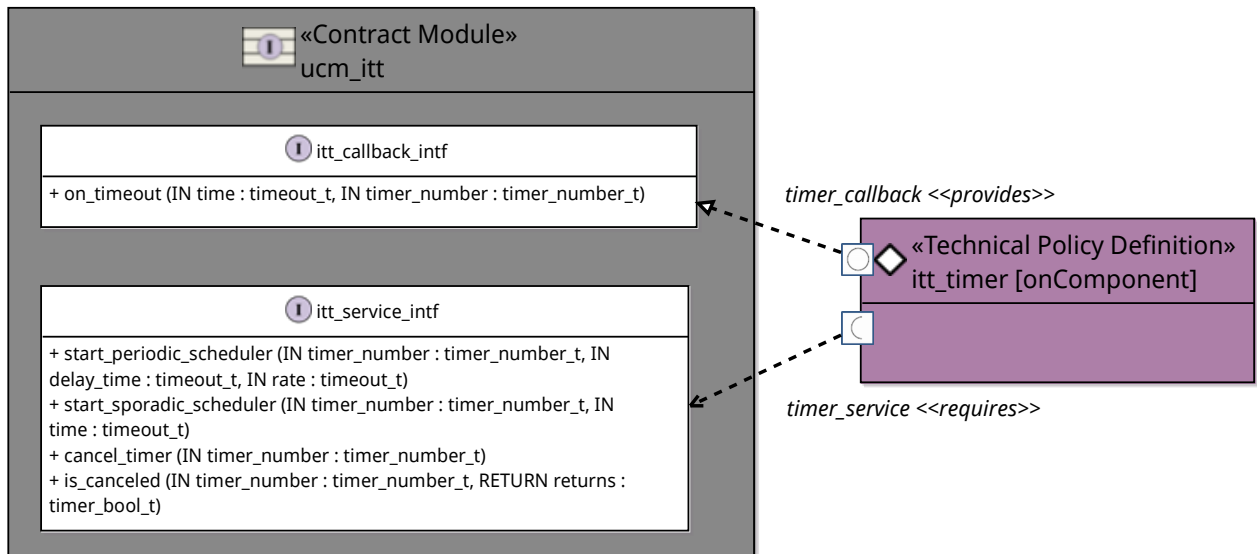 «Contract Module»
ucm_itt
I itt_callback_intf
+ on_timeout (IN time : timeout_t, IN timer_number : timer_number_t)
I itt_service_intf
+ start_periodic_scheduler (IN timer_number : timer_number_t, IN
delay_time : timeout_t, IN rate : timeout_t)
+ start_sporadic_scheduler (IN timer_number : timer_number_t, IN
time : timeout_t)
+ cancel_timer (IN timer_number : timer_number_t)
+ is_canceled (IN timer_number : timer_number_t, RETURN returns :
timer_bool_t)
timer_callback <<provides>>
«Technical Policy Definition»
itt_timer [onComponent]
timer_service <<requires>>